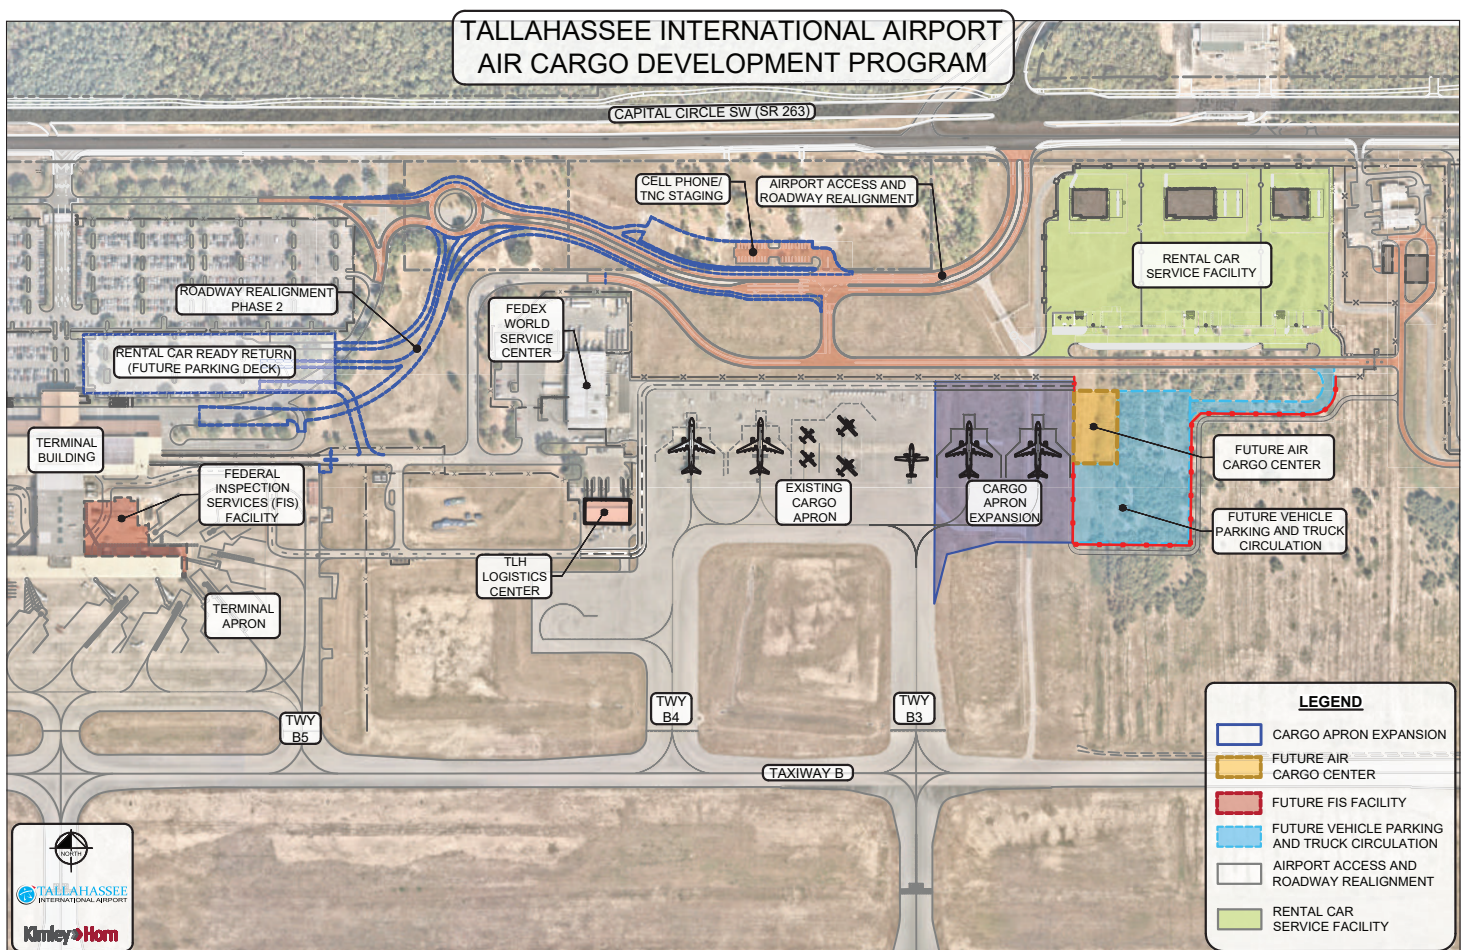 TALLAHASSEE INTERNATIONAL AIRPORT
AIR CARGO DEVELOPMENT PROGRAM
CAPITAL CIRCLE SW (SR 263)
CELL PHONE/
TNC STAGING
AIRPORT ACCESS AND
ROADWAY REALIGNMENT
RENTAL CAR
SERVICE FACILITY
ROADWAY REALIGNMENT
PHASE 2
FEDEX
WORLD
SERVICE
CENTER
RENTAL CAR READY RETURN
(FUTURE PARKING DECK)
TERMINAL
BUILDING
FEDERAL
INSPECTION
SERVICES (FIS)
FACILITY
EXISTING
CARGO
APRON
CARGO
APRON
EXPANSION
FUTURE AIR
CARGO CENTER
FUTURE VEHICLE
PARKING AND TRUCK
CIRCULATION
TLH
LOGISTICS
CENTER
TERMINAL
APRON
TWY
B5
TWY
B4
TWY
B3
TAXIWAY B
LEGEND
CARGO APRON EXPANSION
FUTURE AIR
CARGO CENTER
FUTURE FIS FACILITY
FUTURE VEHICLE PARKING
AND TRUCK CIRCULATION
AIRPORT ACCESS AND
ROADWAY REALIGNMENT
RENTAL CAR
SERVICE FACILITY
NORTH
TALLAHASSEE
INTERNATIONAL AIRPORT
Kimley»Horn